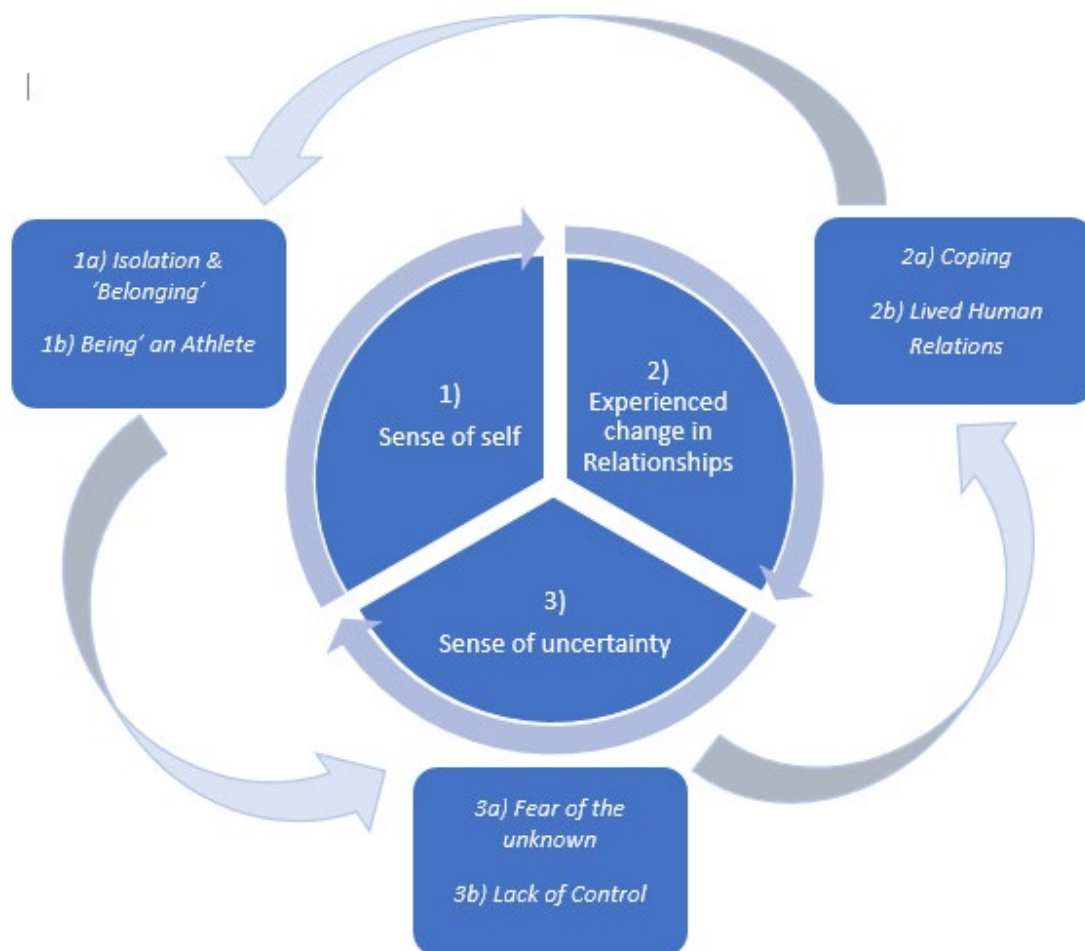 1a) Isolation &
'Belonging'
1b) Being' an Athlete
2a) Coping
2b) Lived Human
Relations
1)
Sense of self
2)
Experienced
change in
Relationships
3)
Sense of uncertainty
3a) Fear of the
unknown
3b) Lack of Control